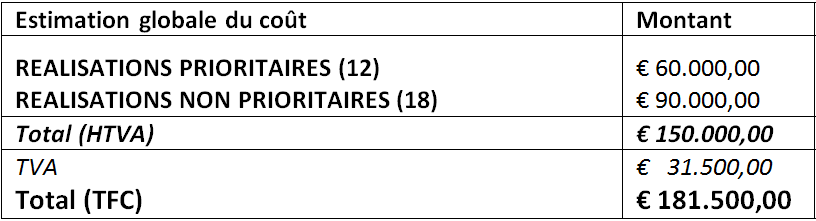 Estimation globale du coût Montant
REALISATIONS PRIORITAIRES (12) € 60.000,00
REALISATIONS NON PRIORITAIRES (18) € 90.000,00
Total (HTVA) € 150.000,00
TVA € 31.500,00
Total (TFC) € 181.500,00